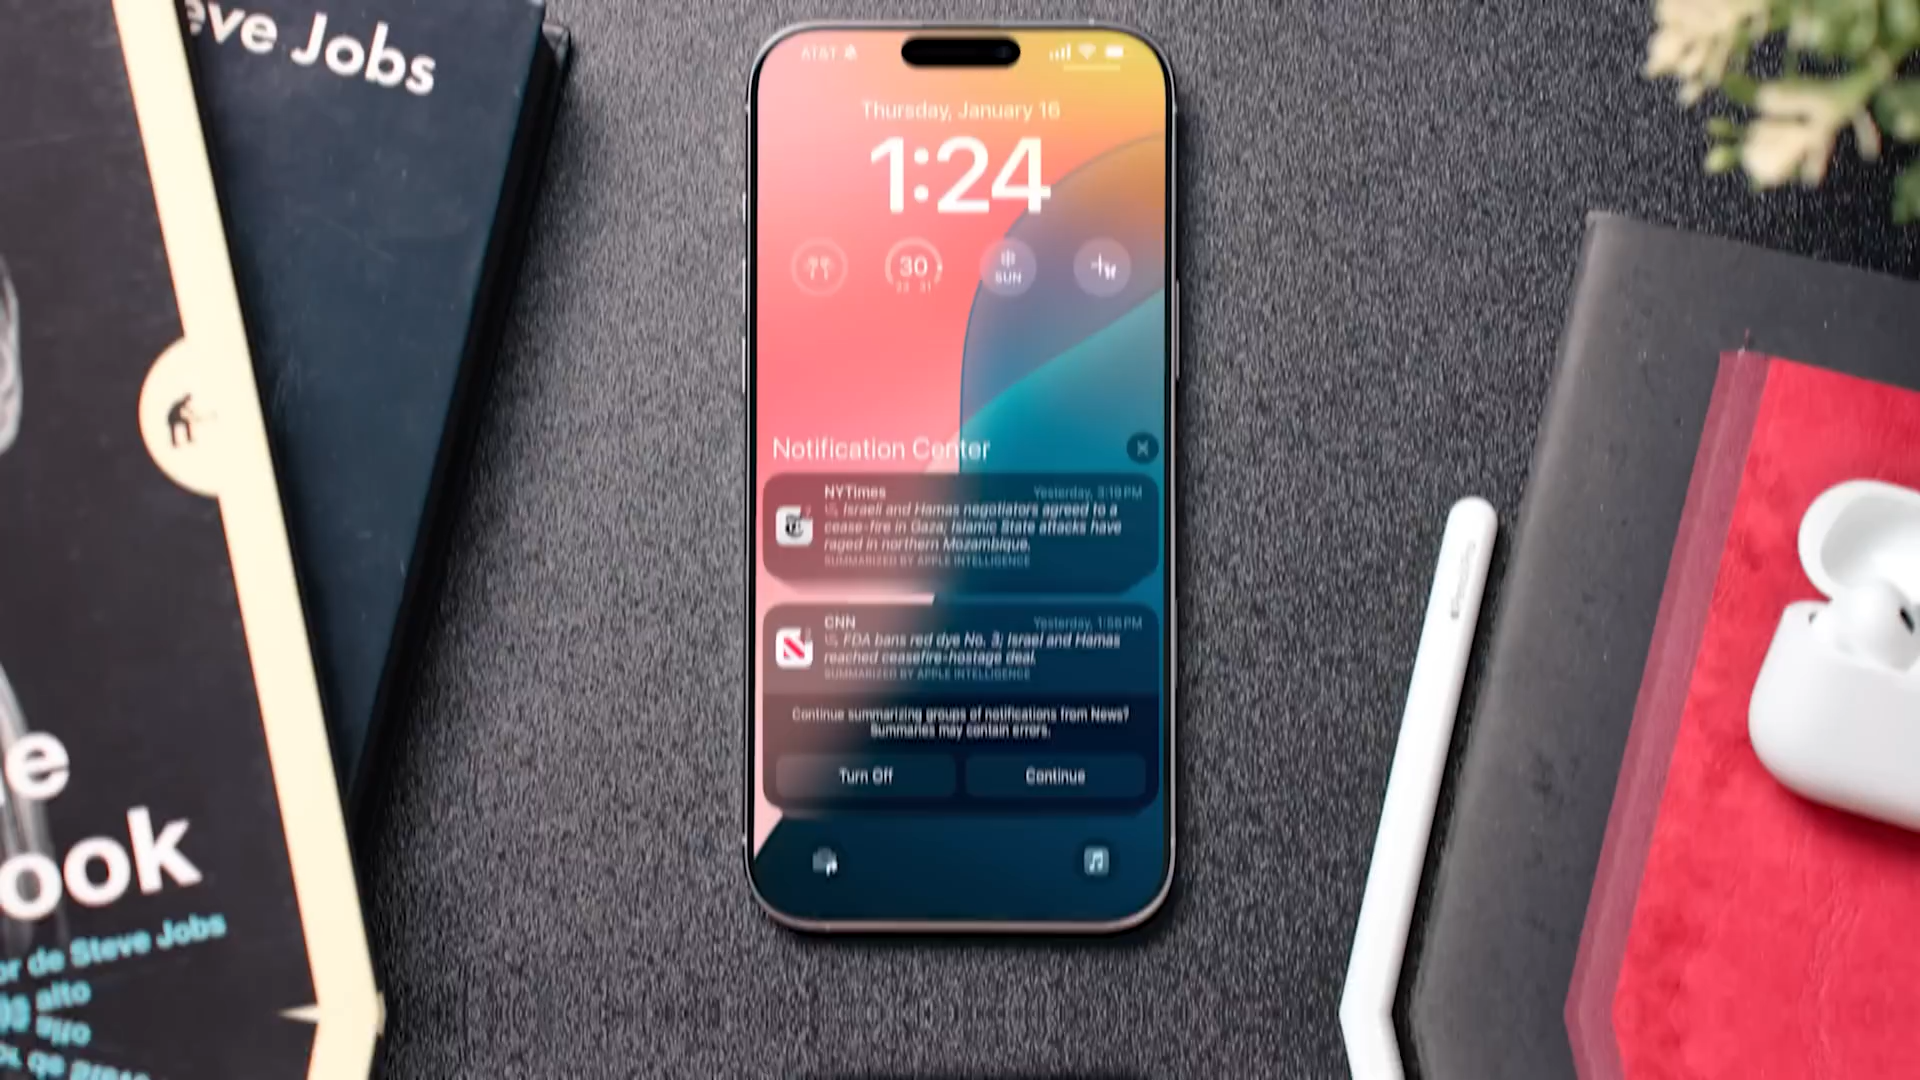 eve Jobs
e
ook
or de Steve Jobs
alto
AT&T
Thursday, January 16
1:24
30
SUN
Notification Center
NYTimes
Yesterday, 3:19 PM
Israeli and Hamas negotiators agreed to a
cease-fire in Gaza; Islamic State attacks have
raged in northern Mozambique.
SUMMARIZED BY APPLE INTELLIGENCE
CNN
Yesterday, 1:56 PM
FDA bans red dye No. 3; Israel and Hamas
reached ceasefire-hostage deal.
SUMMARIZED BY APPLE INTELLIGENCE
Continue summarizing groups of notifications from News?
Summaries may contain errors.
Turn Off
Continue